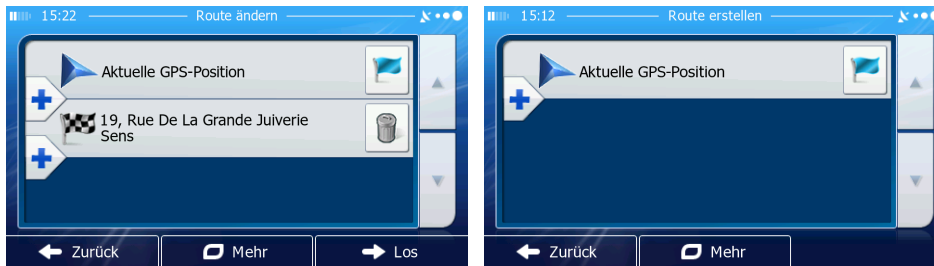 15:22
Route ändern
Aktuelle GPS-Position
19, Rue De La Grande Juiverie
Sens
Zurück
Mehr
Los
15:12
Route erstellen
Aktuelle GPS-Position
Zurück
Mehr